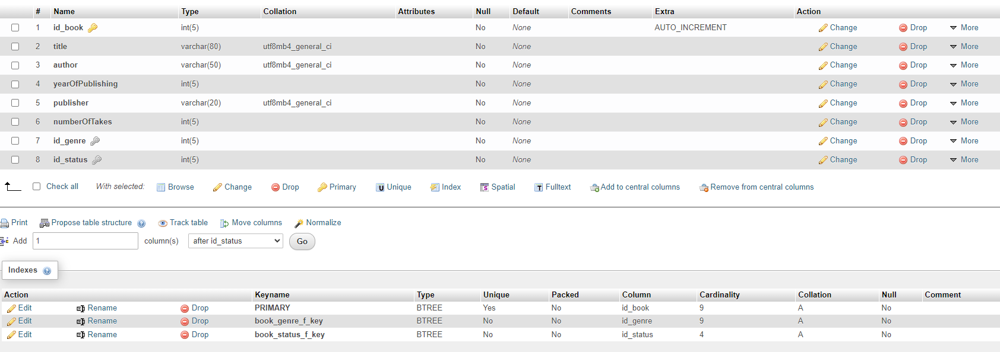 # Name Type Collation Attributes Null Default Comments Extra Action
1 id_book int(5) No None AUTO_INCREMENT Change Drop More
2 title varchar(80) utf8mb4_general_ci No None Change Drop More
3 author varchar(50) utf8mb4_general_ci No None Change Drop More
4 yearOfPublishing int(5) No None Change Drop More
5 publisher varchar(20) utf8mb4_general_ci No None Change Drop More
6 numberOfTakes int(5) No None Change Drop More
7 id_genre int(5) No None Change Drop More
8 id_status int(5) No None Change Drop More
Check all With selected: Browse Change Drop Primary U Unique Index S Spatial T Fulltext Add to central columns Remove from central columns
Print Propose table structure Track table Move columns Normalize
Add 1 column(s) after id_status Go
Indexes
Action Keyname Type Unique Packed Column Cardinality Collation Null Comment
Edit Rename Drop PRIMARY BTREE Yes No id_book 9 A No
Edit Rename Drop book_genre_f_key BTREE No No id_genre 9 A No
Edit Rename Drop book_status_f_key BTREE No No id_status 4 A No